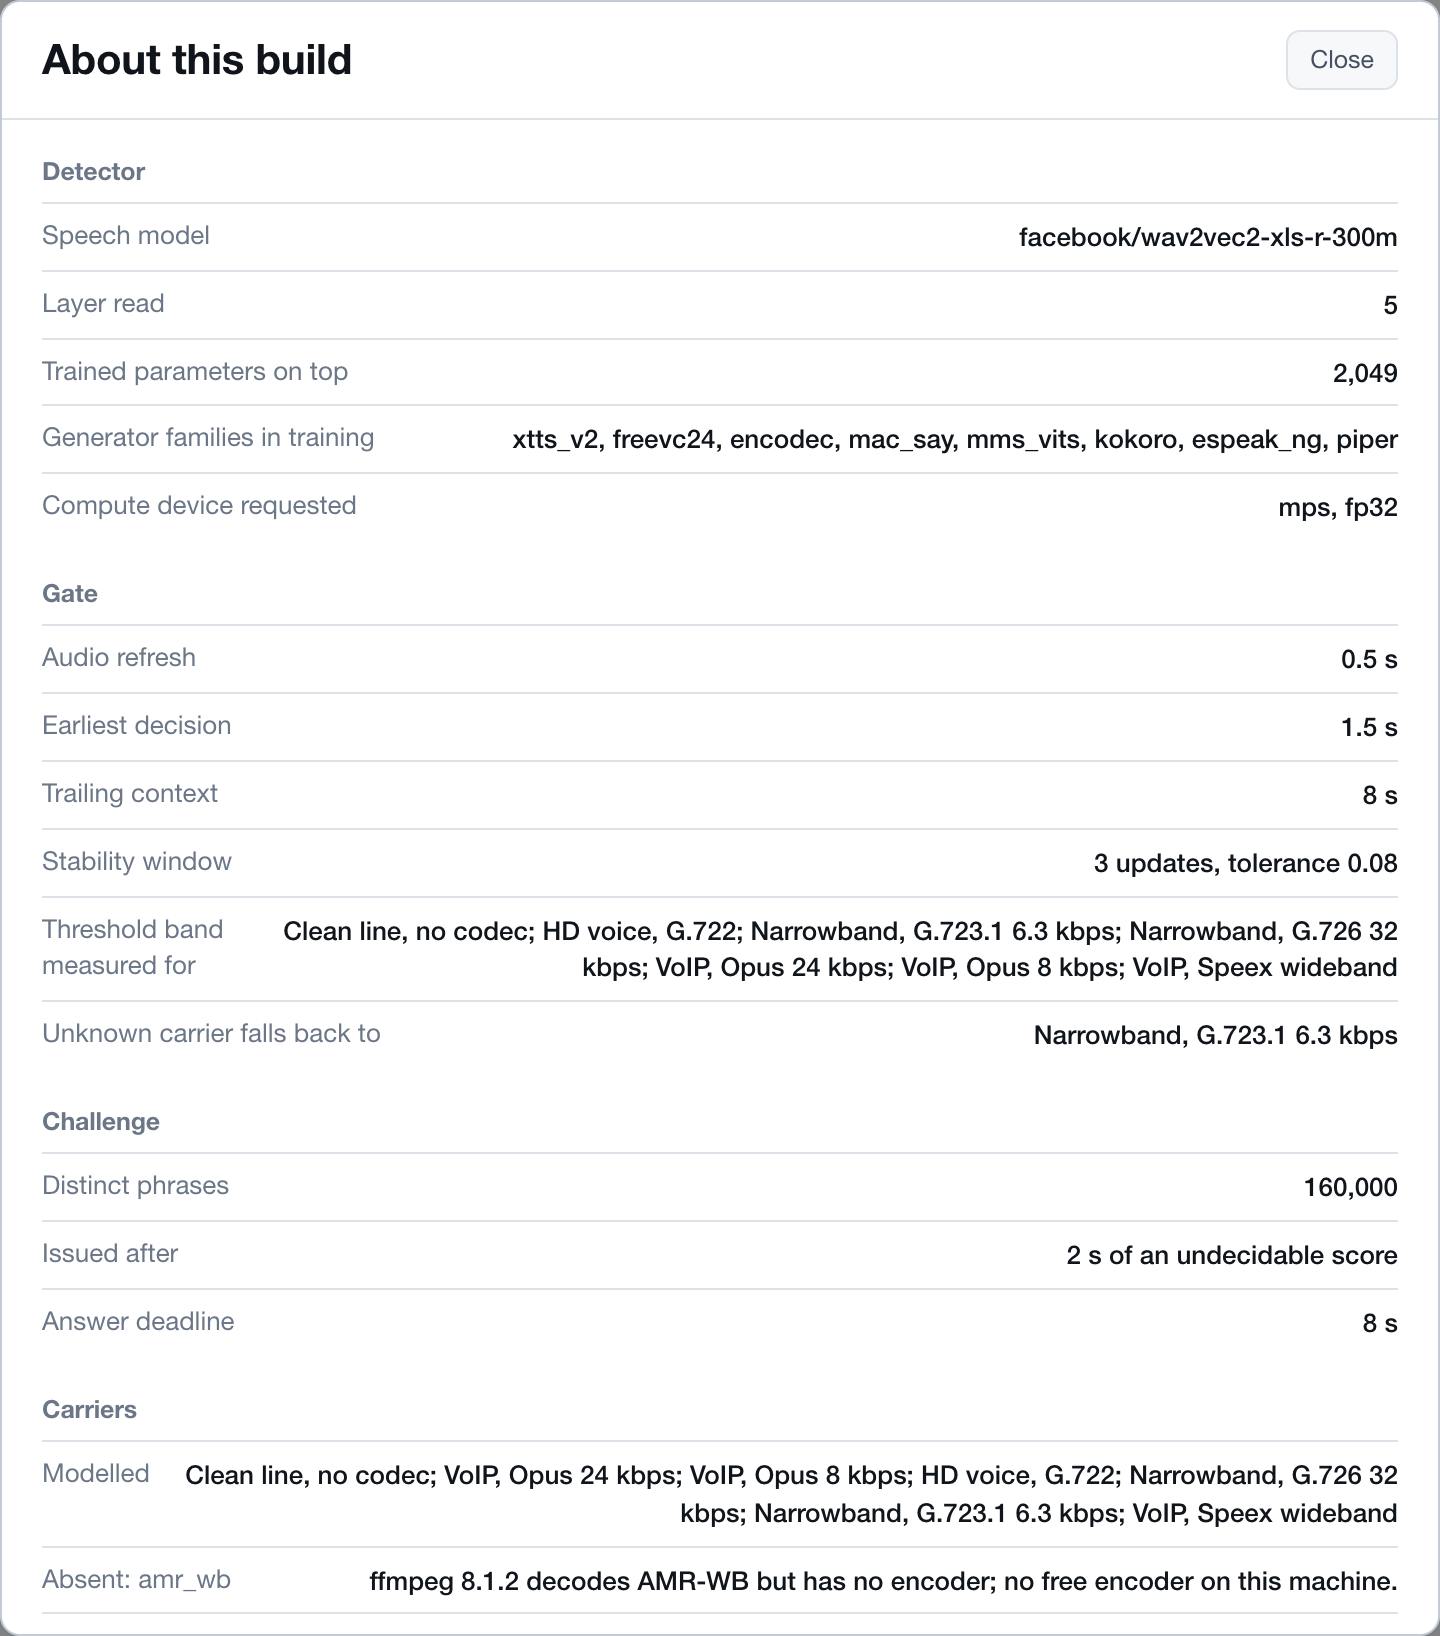 About this build
Close
Detector
Speech model facebook/wav2vec2-xls-r-300m
Layer read 5
Trained parameters on top 2,049
Generator families in training xtts_v2, freevc24, encodec, mac_say, mms_vits, kokoro, espeak_ng, piper
Compute device requested mps, fp32
Gate
Audio refresh 0.5 s
Earliest decision 1.5 s
Trailing context 8 s
Stability window 3 updates, tolerance 0.08
Threshold band Clean line, no codec; HD voice, G.722; Narrowband, G.723.1 6.3 kbps; Narrowband, G.726 32
measured for kbps; VoIP, Opus 24 kbps; VoIP, Opus 8 kbps; VoIP, Speex wideband
Unknown carrier falls back to Narrowband, G.723.1 6.3 kbps
Challenge
Distinct phrases 160,000
Issued after 2 s of an undecidable score
Answer deadline 8 s
Carriers
Modelled Clean line, no codec; VoIP, Opus 24 kbps; VoIP, Opus 8 kbps; HD voice, G.722; Narrowband, G.726 32
kbps; Narrowband, G.723.1 6.3 kbps; VoIP, Speex wideband
Absent: amr_wb ffmpeg 8.1.2 decodes AMR-WB but has no encoder; no free encoder on this machine.